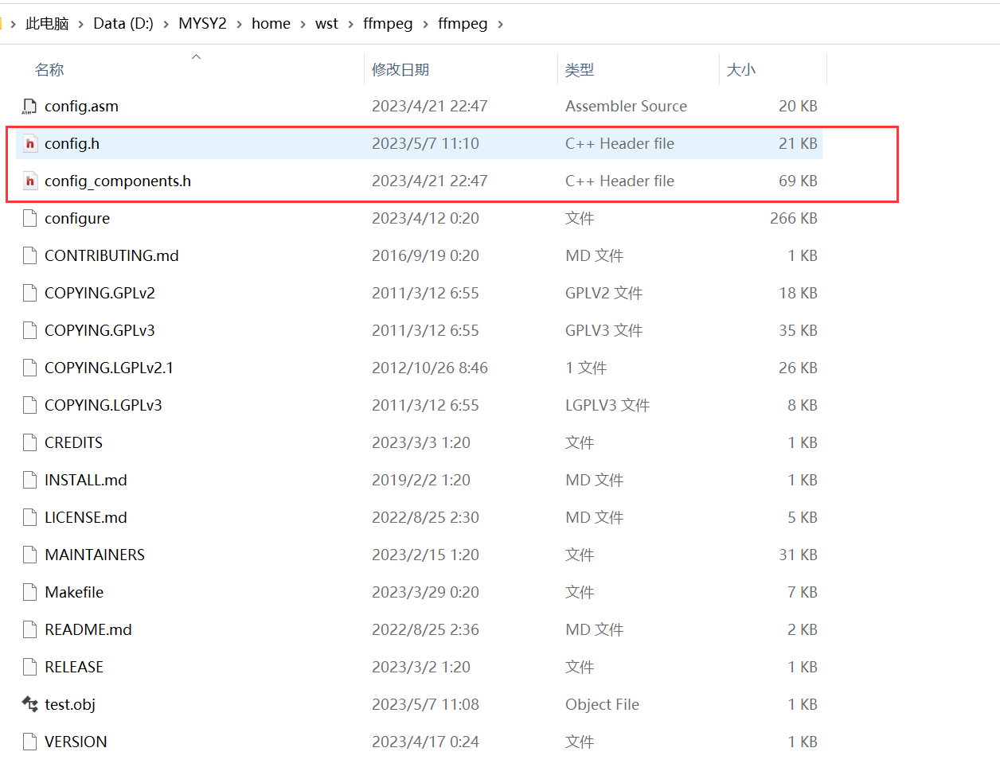 此电脑 > Data (D:) > MYSY2 > home > wst > ffmpeg > ffmpeg >
名称 修改日期 类型 大小
config.asm 2023/4/21 22:47 Assembler Source 20 KB
config.h 2023/5/7 11:10 C++ Header file 21 KB
config_components.h 2023/4/21 22:47 C++ Header file 69 KB
configure 2023/4/12 0:20 文件 266 KB
CONTRIBUTING.md 2016/9/19 0:20 MD 文件 1 KB
COPYING.GPLv2 2011/3/12 6:55 GPLV2 文件 18 KB
COPYING.GPLv3 2011/3/12 6:55 GPLV3 文件 35 KB
COPYING.LGPLv2.1 2012/10/26 8:46 1 文件 26 KB
COPYING.LGPLv3 2011/3/12 6:55 LGPLV3 文件 8 KB
CREDITS 2023/3/3 1:20 文件 1 KB
INSTALL.md 2019/2/2 1:20 MD 文件 1 KB
LICENSE.md 2022/8/25 2:30 MD 文件 5 KB
MAINTAINERS 2023/2/15 1:20 文件 31 KB
Makefile 2023/3/29 0:20 文件 7 KB
README.md 2022/8/25 2:36 MD 文件 2 KB
RELEASE 2023/3/2 1:20 文件 1 KB
test.obj 2023/5/7 11:08 Object File 1 KB
VERSION 2023/4/17 0:24 文件 1 KB